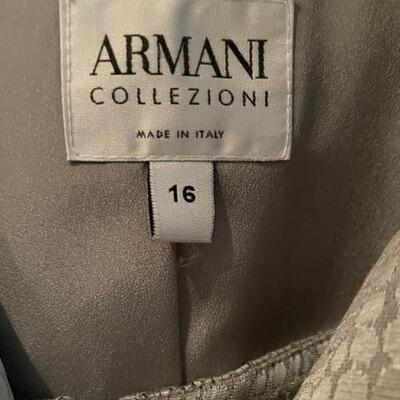 ARMANI
COLLEZIONI
MADE IN ITALY
16